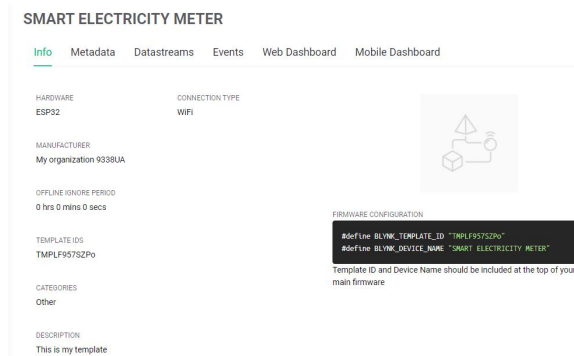 SMART ELECTRICITY METER
Info Metadata Datastreams Events Web Dashboard Mobile Dashboard
HARDWARE
ESP32
CONNECTION TYPE
WiFi
MANUFACTURER
My organization 9338UA
OFFLINE IGNORE PERIOD
0 hrs 0 mins 0 secs
TEMPLATE IDS
TMPLF957SZPo
CATEGORIES
Other
DESCRIPTION
This is my template
FIRMWARE CONFIGURATION
#define BLYNK_TEMPLATE_ID "TMPLF957SZPo"
#define BLYNK_DEVICE_NAME "SMART ELECTRICITY METER"
Template ID and Device Name should be included at the top of your
main firmware